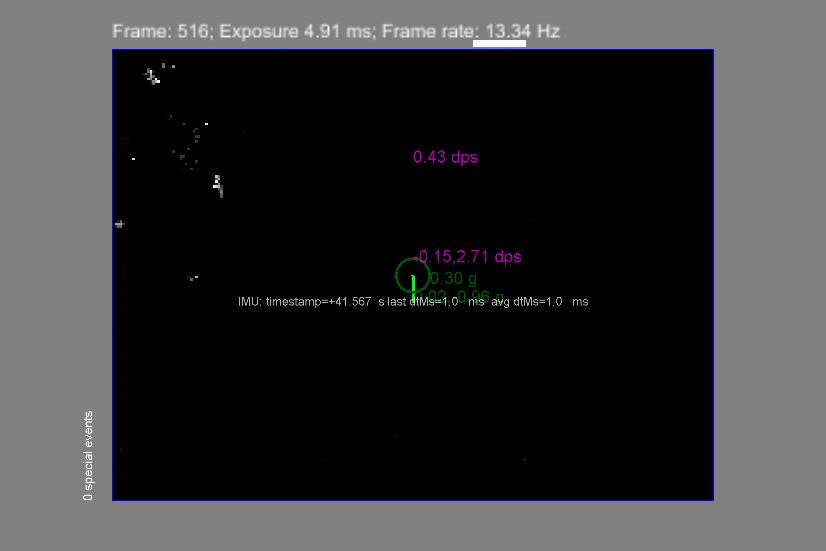 Frame: 516; Exposure 4.91 ms; Frame rate: 13.34 Hz
0.43 dps
-0.15,2.71 dps
0.30 g
0.96 g
IMU: timestamp=+41.567 s last dtMs=1.0 ms avg dtMs=1.0 ms
0 special events